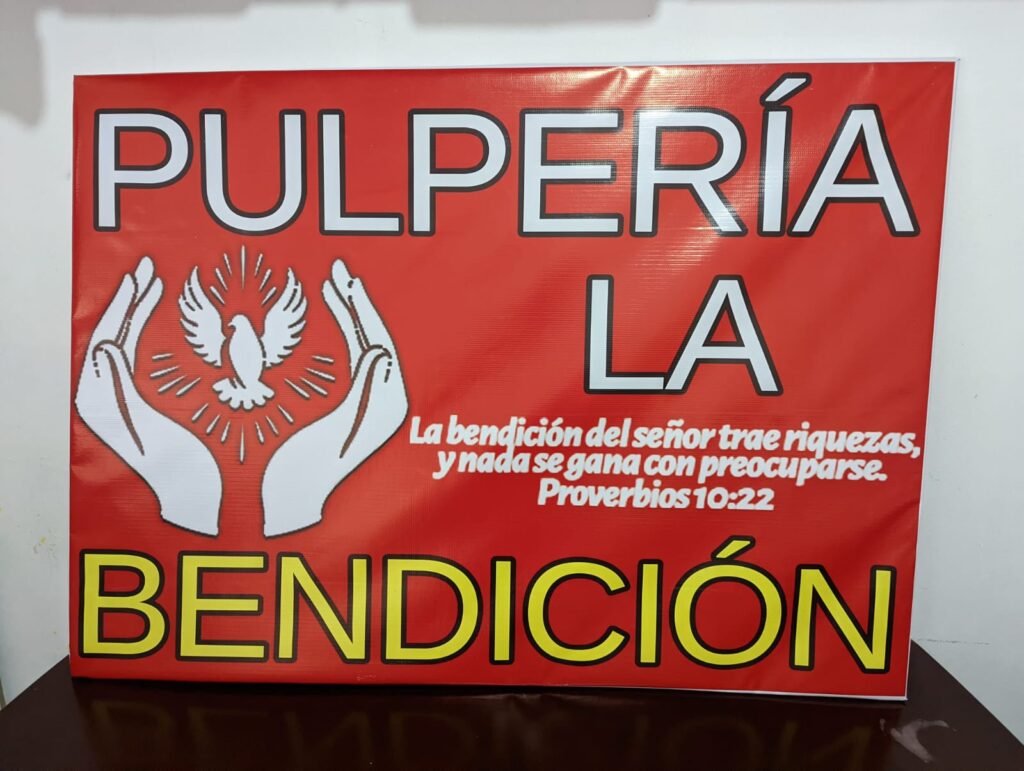 PULPERÍA
LA
La bendición del señor trae riquezas,
y nada se gana con preocuparse.
Proverbios 10:22
BENDICIÓN